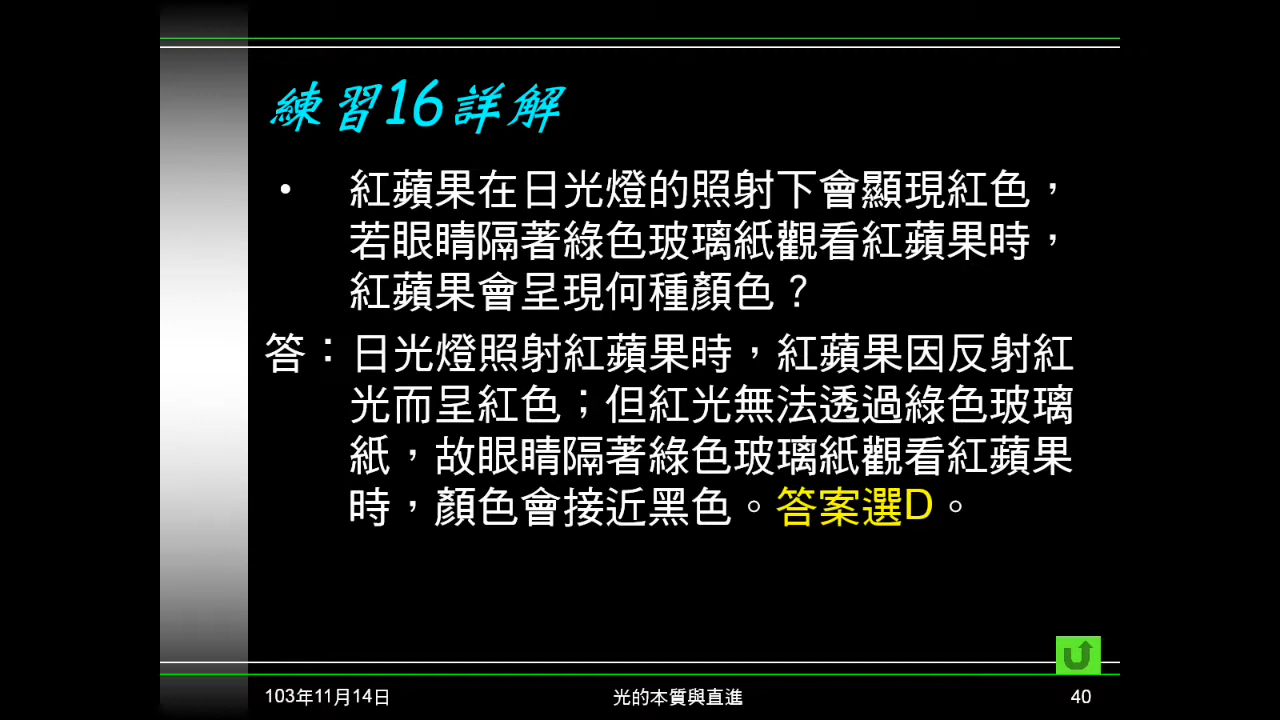 練習16詳解
• 紅蘋果在日光燈的照射下會顯現紅色，
若眼睛隔著綠色玻璃紙觀看紅蘋果時，
紅蘋果會呈現何種顏色？
答：日光燈照射紅蘋果時，紅蘋果因反射紅
光而呈紅色；但紅光無法透過綠色玻璃
紙，故眼睛隔著綠色玻璃紙觀看紅蘋果
時，顏色會接近黑色。答案選D。
103年11月14日 光的本質與直進 40